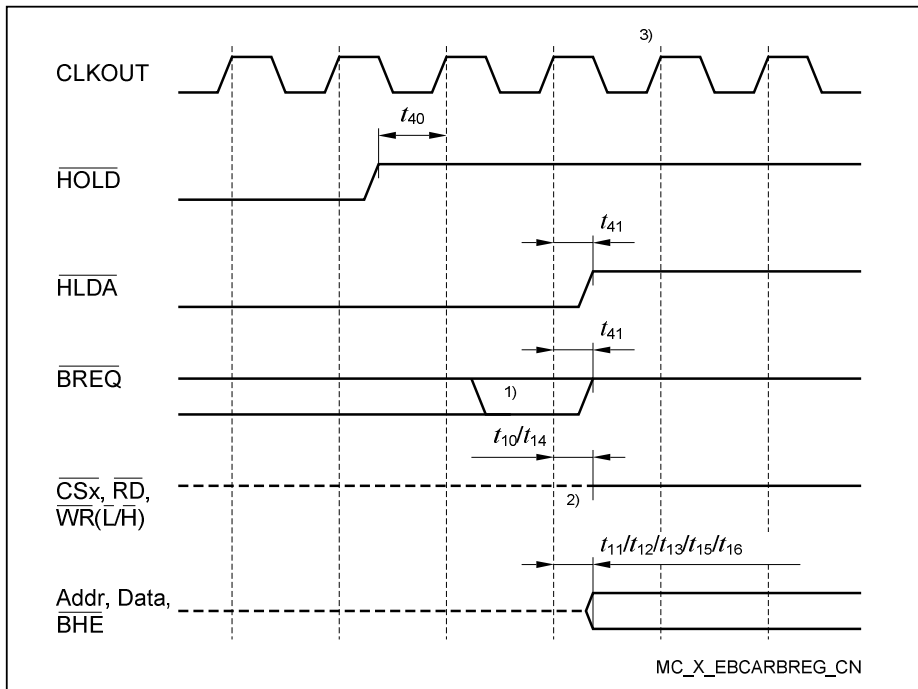 3)
CLKOUT
t40
HOLD
t41
HLDA
t41
BREQ
1)
t10/t14
CSx, RD,
WR(L/H)
2)
t11/t12/t13/t15/t16
Addr, Data,
BHE
MC_X_EBCARBREG_CN